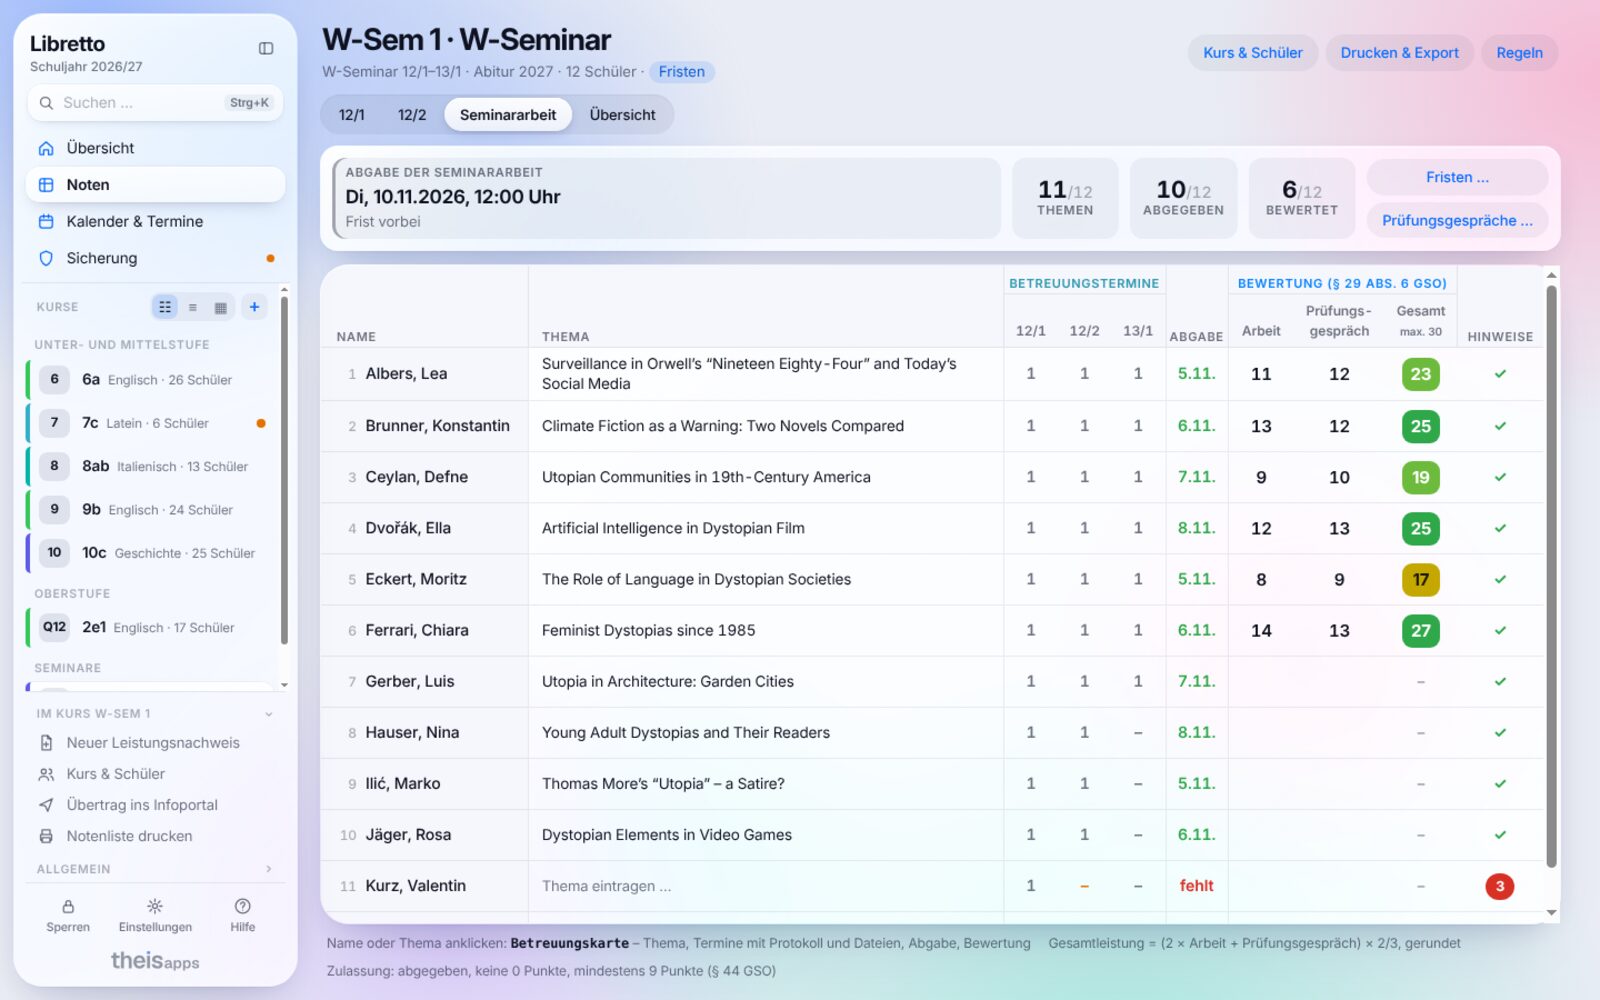 Libretto
Schuljahr 2026/27
Suchen ... Strg+K
Übersicht
Noten
Kalender & Termine
Sicherung
KURSE
UNTER- UND MITTELSTUFE
6 6a Englisch · 26 Schüler
7 7c Latein · 6 Schüler
8 8ab Italienisch · 13 Schüler
9 9b Englisch · 24 Schüler
10 10c Geschichte · 25 Schüler
OBERSTUFE
Q12 2e1 Englisch · 17 Schüler
SEMINARE
IM KURS W-SEM 1
Neuer Leistungsnachweis
Kurs & Schüler
Übertrag ins Infoportal
Notenliste drucken
ALLGEMEIN
Sperren Einstellungen Hilfe
theisapps
W-Sem 1 · W-Seminar
W-Seminar 12/1–13/1 · Abitur 2027 · 12 Schüler · Fristen
Kurs & Schüler Drucken & Export Regeln
12/1 12/2 Seminararbeit Übersicht
ABGABE DER SEMINARARBEIT
Di, 10.11.2026, 12:00 Uhr
Frist vorbei
11/12
THEMEN
10/12
ABGEGEBEN
6/12
BEWERTET
Fristen ...
Prüfungsgespräche ...
BETREUUNGSTERMINE BEWERTUNG (§ 29 ABS. 6 GSO)
NAME THEMA 12/1 12/2 13/1 ABGABE Arbeit Prüfungs-gespräch Gesamt max. 30 HINWEISE
1 Albers, Lea Surveillance in Orwell’s “Nineteen Eighty-Four” and Today’s
Social Media 1 1 1 5.11. 11 12 23 ✓
2 Brunner, Konstantin Climate Fiction as a Warning: Two Novels Compared 1 1 1 6.11. 13 12 25 ✓
3 Ceylan, Defne Utopian Communities in 19th-Century America 1 1 1 7.11. 9 10 19 ✓
4 Dvořák, Ella Artificial Intelligence in Dystopian Film 1 1 1 8.11. 12 13 25 ✓
5 Eckert, Moritz The Role of Language in Dystopian Societies 1 1 1 5.11. 8 9 17 ✓
6 Ferrari, Chiara Feminist Dystopias since 1985 1 1 1 6.11. 14 13 27 ✓
7 Gerber, Luis Utopia in Architecture: Garden Cities 1 1 1 7.11. – ✓
8 Hauser, Nina Young Adult Dystopias and Their Readers 1 1 – 8.11. – ✓
9 Ilić, Marko Thomas More’s “Utopia” – a Satire? 1 1 – 5.11. – ✓
10 Jäger, Rosa Dystopian Elements in Video Games 1 1 – 6.11. – ✓
11 Kurz, Valentin Thema eintragen ... 1 – – fehlt – 3
Name oder Thema anklicken: Betreuungskarte – Thema, Termine mit Protokoll und Dateien, Abgabe, Bewertung Gesamtleistung = (2 × Arbeit + Prüfungsgespräch) × 2/3, gerundet
Zulassung: abgegeben, keine 0 Punkte, mindestens 9 Punkte (§ 44 GSO)